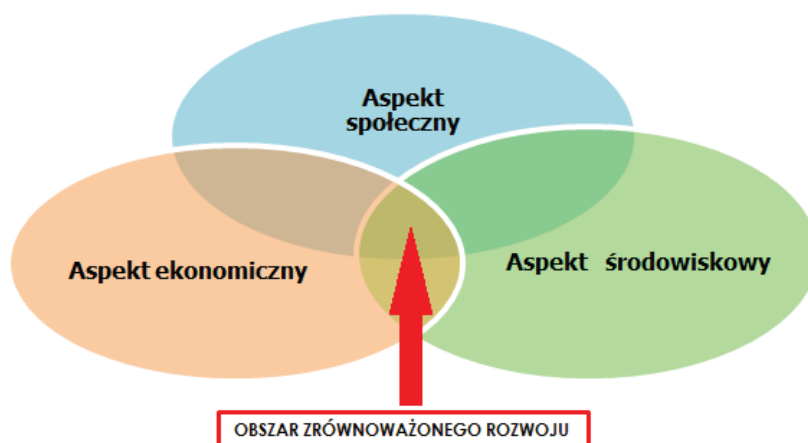 Aspekt
społeczny
Aspekt ekonomiczny
Aspekt środowiskowy
OBSZAR ZRÓWNOWAŻONEGO ROZWOJU